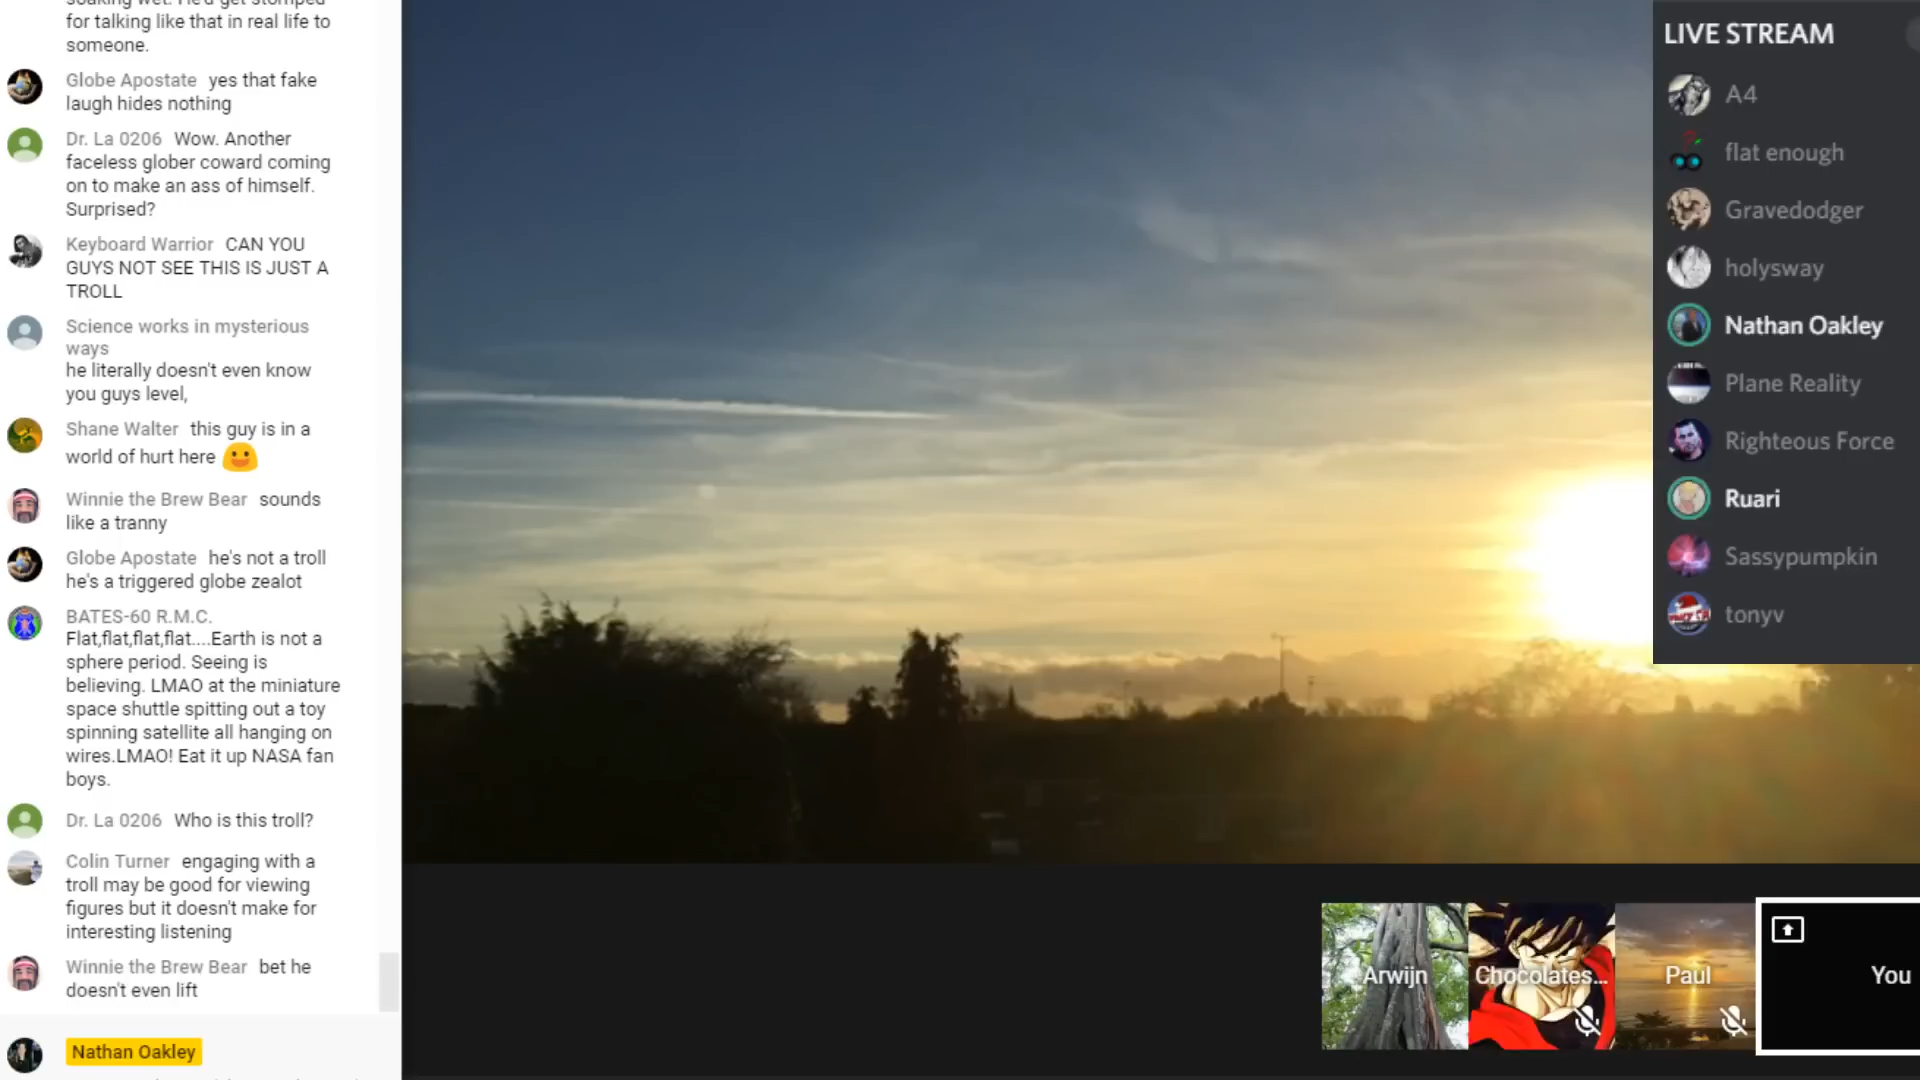 soaking wet. He'd get stomped
for talking like that in real life to
someone.
Globe Apostate yes that fake
laugh hides nothing
Dr. La 0206 Wow. Another
faceless glober coward coming
on to make an ass of himself.
Surprised?
Keyboard Warrior CAN YOU
GUYS NOT SEE THIS IS JUST A
TROLL
Science works in mysterious
ways
he literally doesn't even know
you guys level,
Shane Walter this guy is in a
world of hurt here
Winnie the Brew Bear sounds
like a tranny
Globe Apostate he's not a troll
he's a triggered globe zealot
BATES-60 R.M.C.
Flat,flat,flat,flat....Earth is not a
sphere period. Seeing is
believing. LMAO at the miniature
space shuttle spitting out a toy
spinning satellite all hanging on
wires.LMAO! Eat it up NASA fan
boys.
Dr. La 0206 Who is this troll?
Colin Turner engaging with a
troll may be good for viewing
figures but it doesn't make for
interesting listening
Winnie the Brew Bear bet he
doesn't even lift
Nathan Oakley
LIVE STREAM
A4
flat enough
Gravedodger
holysway
Nathan Oakley
Plane Reality
Righteous Force
Ruari
Sassypumpkin
tonyv
Arwijn
Chocolates...
Paul
You